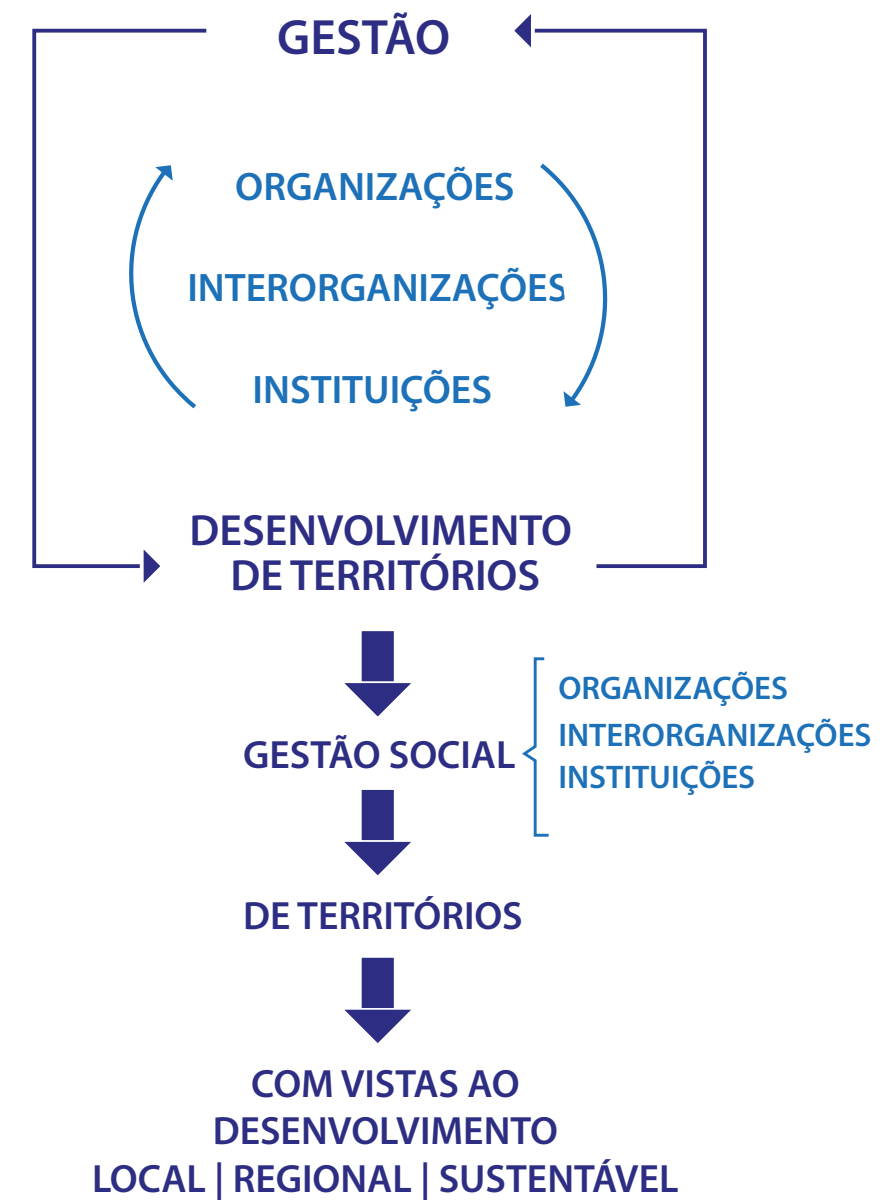 GESTÃO
ORGANIZAÇÕES
INTERORGANIZAÇÕES
INSTITUIÇÕES
DESENVOLVIMENTO
DE TERRITÓRIOS
GESTÃO SOCIAL
ORGANIZAÇÕES
INTERORGANIZAÇÕES
INSTITUIÇÕES
DE TERRITÓRIOS
COM VISTAS AO
DESENVOLVIMENTO
LOCAL | REGIONAL | SUSTENTÁVEL